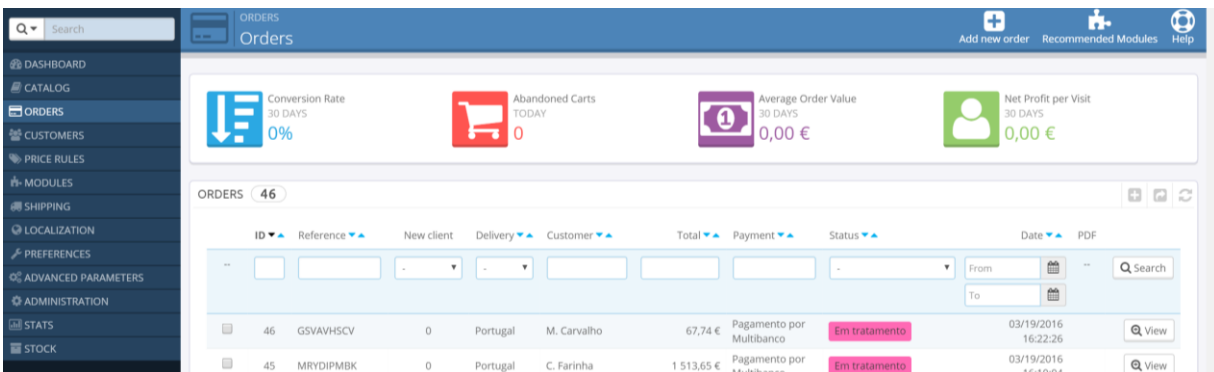 Search
ORDERS
Orders
Add new order
Recommended Modules
Help
DASHBOARD
CATALOG
ORDERS
CUSTOMERS
PRICE RULES
MODULES
SHIPPING
LOCALIZATION
PREFERENCES
ADVANCED PARAMETERS
ADMINISTRATION
STATS
STOCK
Conversion Rate
30 DAYS
0%
Abandoned Carts
TODAY
0
1
Average Order Value
30 DAYS
0,00 €
Net Profit per Visit
30 DAYS
0,00 €
ORDERS 46
ID Reference New client Delivery Customer Total Payment Status Date PDF
-- - - - From -- Search
To
46 GSVAVHSCV 0 Portugal M. Carvalho 67,74 € Pagamento por Em tratamento 03/19/2016 View
Multibanco 16:22:26
45 MRYDIPMBK 0 Portugal C. Farinha 1 513,65 € Pagamento por Em tratamento 03/19/2016 View